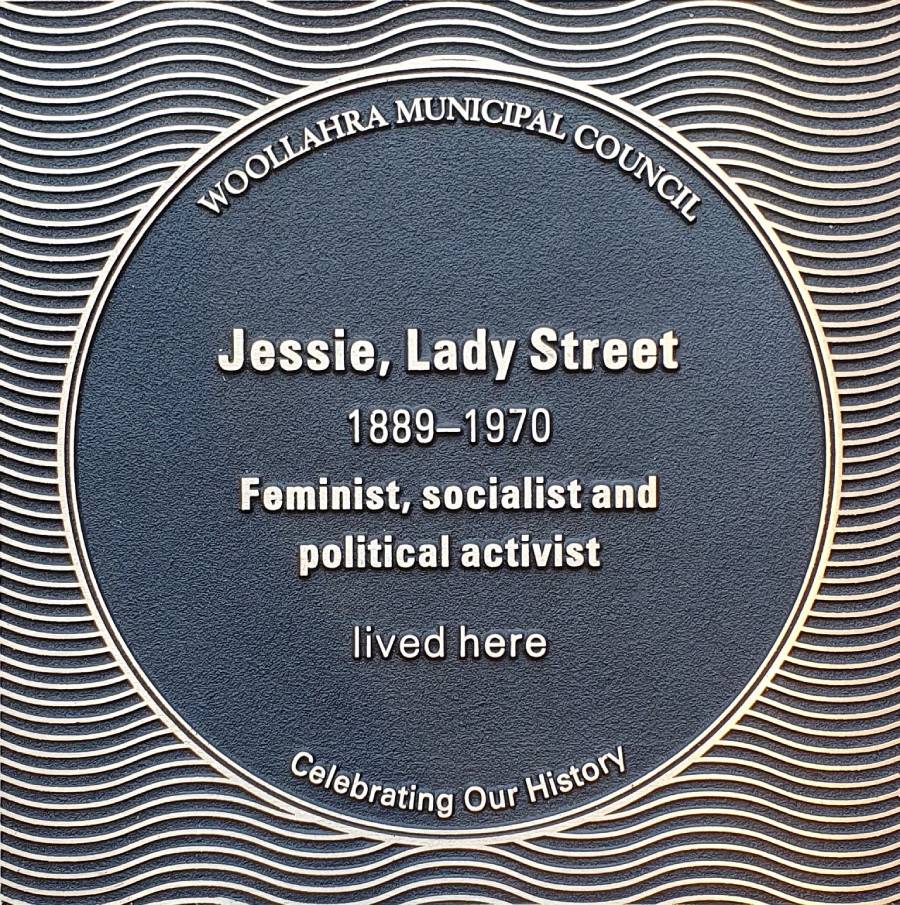 WOOLLAHRA MUNICIPAL COUNCIL
Jessie, Lady Street
1889–1970
Feminist, socialist and
political activist
lived here
Celebrating Our History